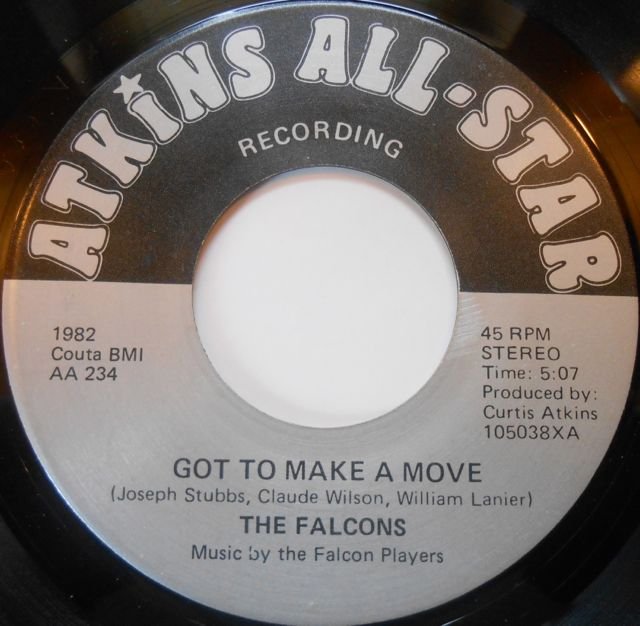 ATKINS ALL-STAR
RECORDING
1982
Couta BMI
AA 234
45 RPM
STEREO
Time: 5:07
Produced by:
Curtis Atkins
105038XA
GOT TO MAKE A MOVE
(Joseph Stubbs, Claude Wilson, William Lanier)
THE FALCONS
Music by the Falcon Players